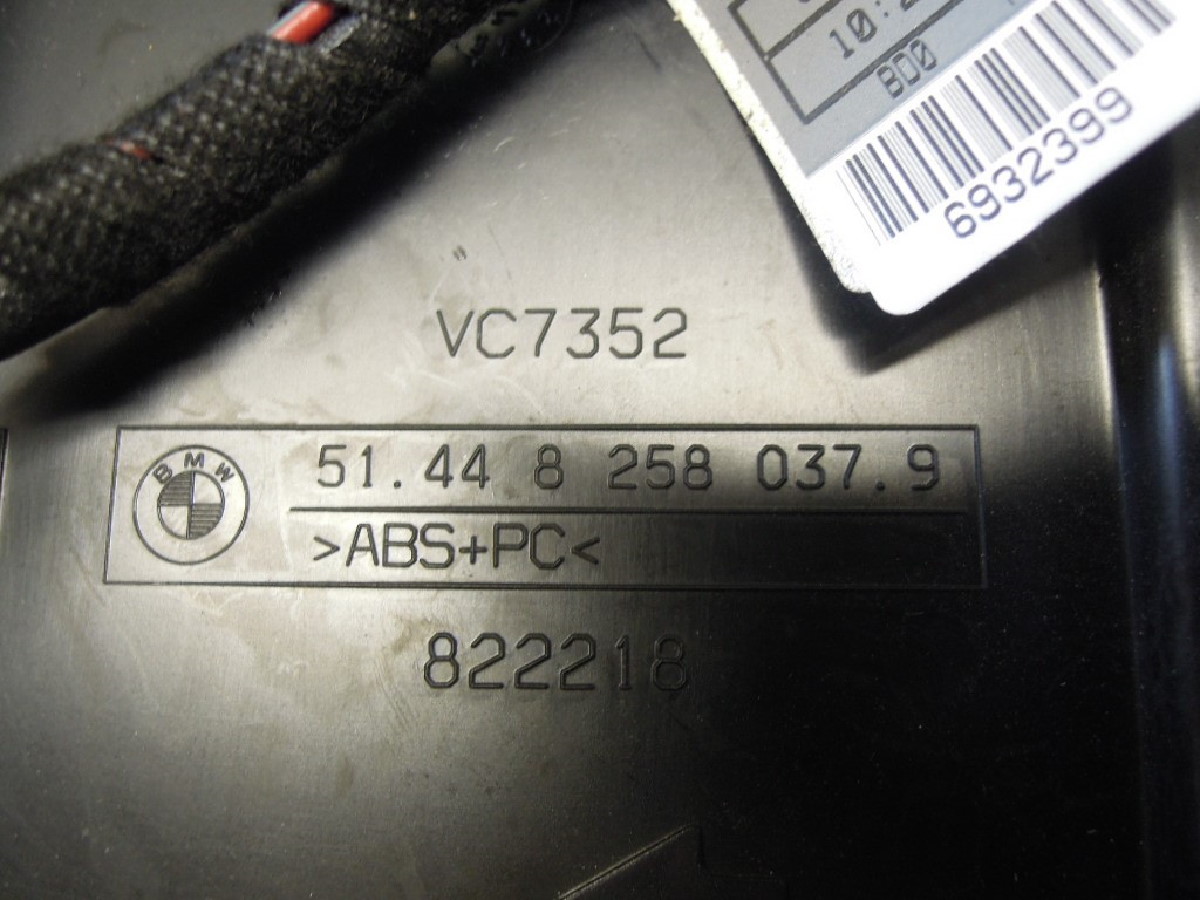 10:2
BD0
6932399
VC7352
BMW
51.44 8 258 037.9
>ABS+PC<
822218